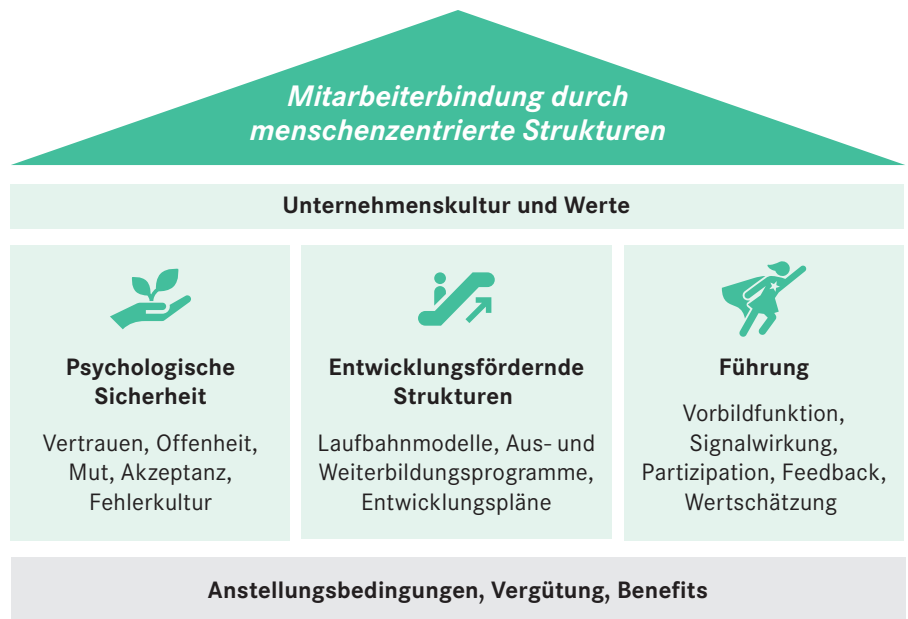 Mitarbeiterbindung durch
menschenzentrierte Strukturen
Unternehmenskultur und Werte
Psychologische
Sicherheit
Vertrauen, Offenheit,
Mut, Akzeptanz,
Fehlerkultur
Entwicklungsfördernde
Strukturen
Laufbahnmodelle, Aus- und
Weiterbildungsprogramme,
Entwicklungspläne
Führung
Vorbildfunktion,
Signalwirkung,
Partizipation, Feedback,
Wertschätzung
Anstellungsbedingungen, Vergütung, Benefits